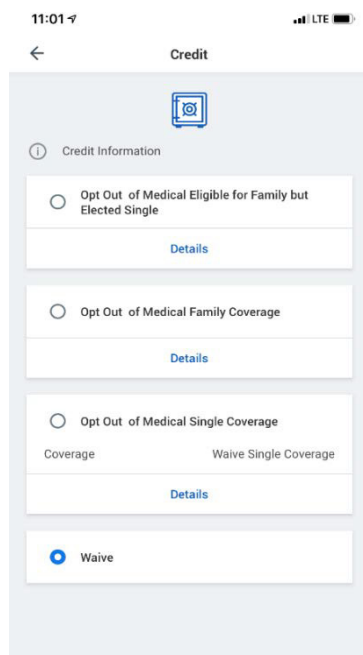 11:01 LTE
Credit
Credit Information
Opt Out of Medical Eligible for Family but
Elected Single
Details
Opt Out of Medical Family Coverage
Details
Opt Out of Medical Single Coverage
Coverage Waive Single Coverage
Details
Waive